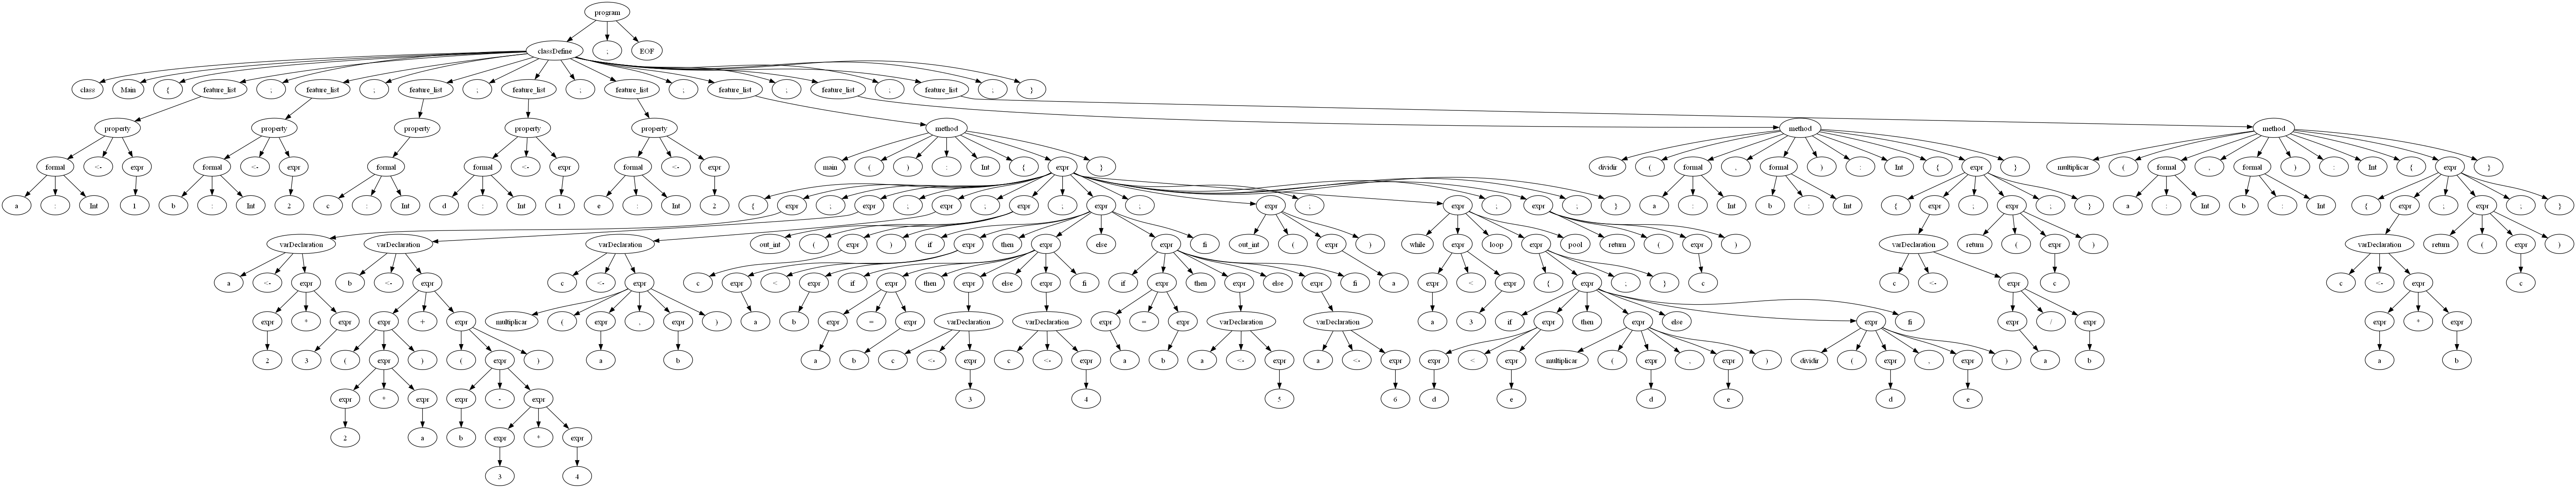 program
classDefine ; EOF
class Main { feature_list ; feature_list ; feature_list ; feature_list ; feature_list ; feature_list ; feature_list ; feature_list ; }
property property property property property method method method
formal <- expr formal <- expr formal formal <- expr formal <- expr main ( ) : Int { expr } dividir ( formal , formal ) : Int { expr } multiplicar ( formal , formal ) : Int { expr }
a : Int 1 b : Int 2 c : Int d : Int 1 e : Int 2 { expr ; expr ; expr ; expr ; expr ; expr ; expr ; expr ; } a : Int b : Int { expr ; expr ; } a : Int b : Int { expr ; expr ; }
varDeclaration varDeclaration varDeclaration out_int ( expr ) if expr then expr else expr fi out_int ( expr ) while expr loop expr pool return ( expr ) varDeclaration return ( expr ) varDeclaration return ( expr )
a <- expr b <- expr c <- expr c expr < expr if expr then expr else expr fi if expr then expr else expr fi a expr < expr { expr ; } c c <- expr c c <- expr c
expr * expr expr + expr multiplicar ( expr , expr ) a b expr = expr varDeclaration varDeclaration expr = expr varDeclaration varDeclaration a 3 if expr then expr else expr fi expr / expr expr * expr
2 3 ( expr ) ( expr ) a b a b c <- expr c <- expr a b a <- expr a <- expr expr < expr multiplicar ( expr , expr ) dividir ( expr , expr ) a b a b
expr * expr expr - expr 3 4 5 6 d e d e d e
2 a b expr * expr
3 4